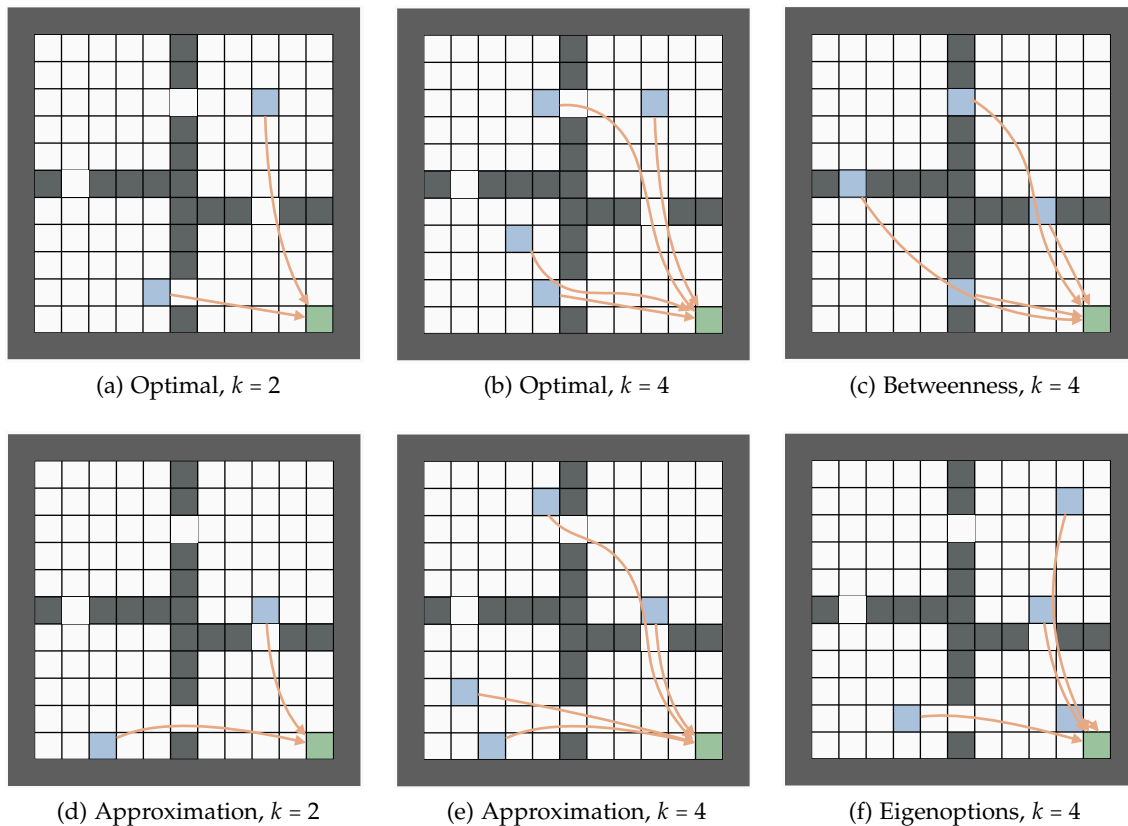 (a) Optimal, k = 2
(b) Optimal, k = 4
(c) Betweenness, k = 4
(d) Approximation, k = 2
(e) Approximation, k = 4
(f) Eigenoptions, k = 4